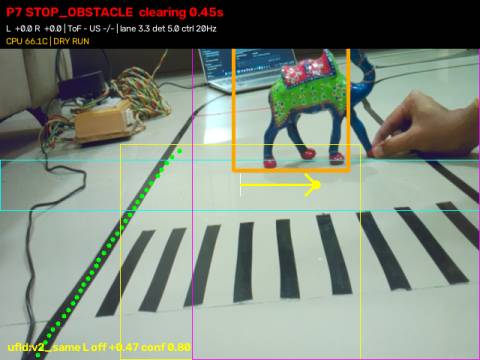 P7 STOP_OBSTACLE clearing 0.45s
L +0.0 R +0.0 | ToF - US -/- | lane 3.3 det 5.0 ctrl 20Hz
CPU 66.1C | DRY RUN
ufld:v2_same L off +0.47 conf 0.80